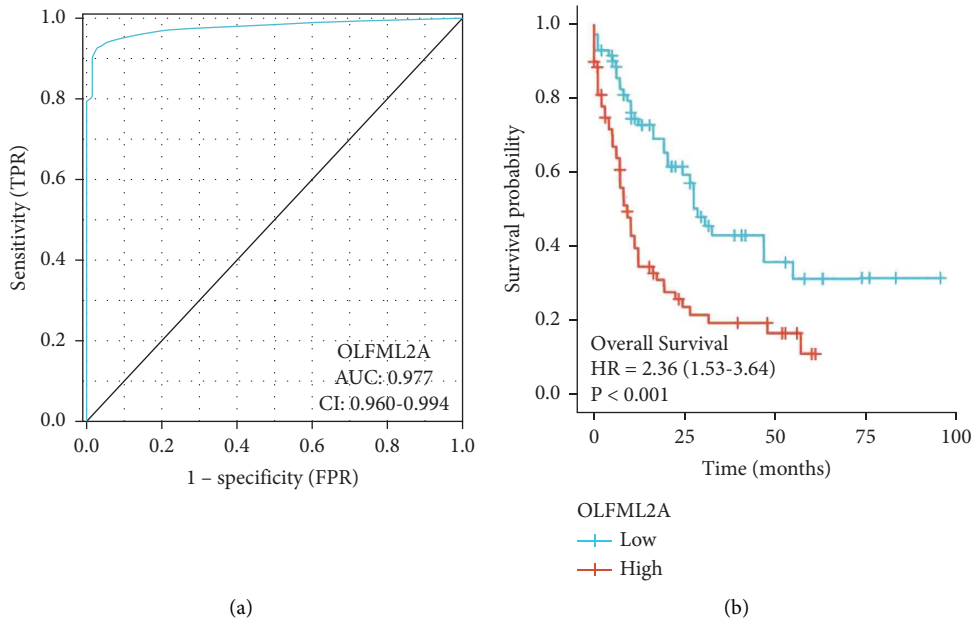 1.0
0.8
0.6
0.4
0.2
0.0
Sensitivity (TPR)
OLFML2A
AUC: 0.977
CI: 0.960-0.994
0.0 0.2 0.4 0.6 0.8 1.0
1 – specificity (FPR)
(a)
1.0
0.8
0.6
0.4
0.2
0.0
Survival probability
Overall Survival
HR = 2.36 (1.53-3.64)
P < 0.001
0 25 50 75 100
Time (months)
OLFML2A
Low
High
(b)